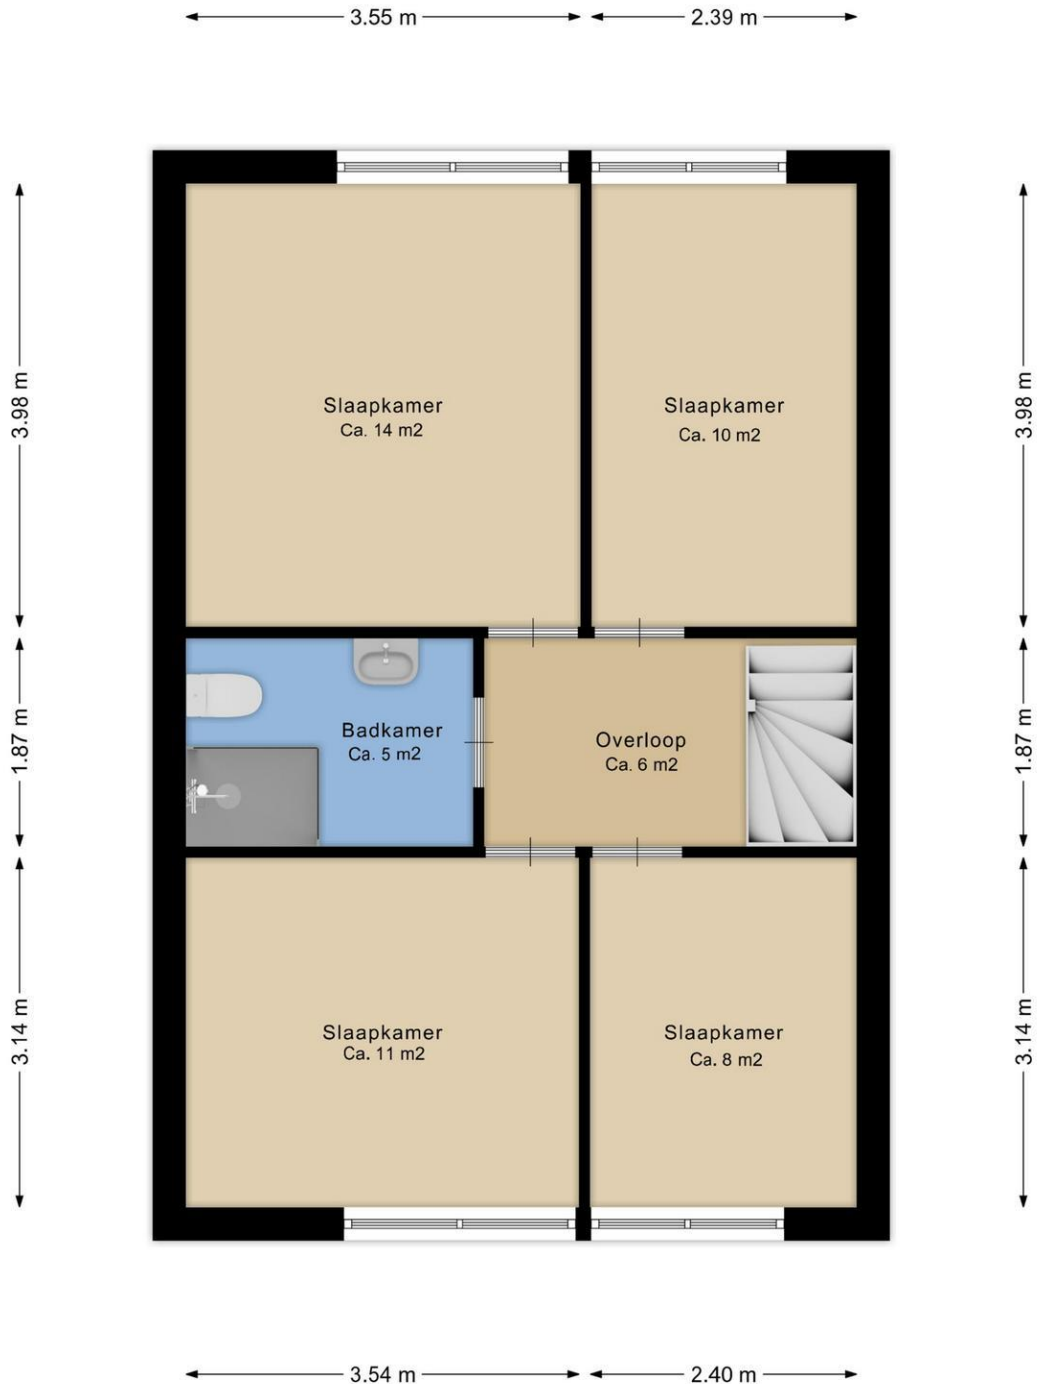 3.55 m
2.39 m
3.98 m
3.98 m
Slaapkamer
Ca. 14 m2
Slaapkamer
Ca. 10 m2
1.87 m
1.87 m
Badkamer
Ca. 5 m2
Overloop
Ca. 6 m2
3.14 m
3.14 m
Slaapkamer
Ca. 11 m2
Slaapkamer
Ca. 8 m2
3.54 m
2.40 m